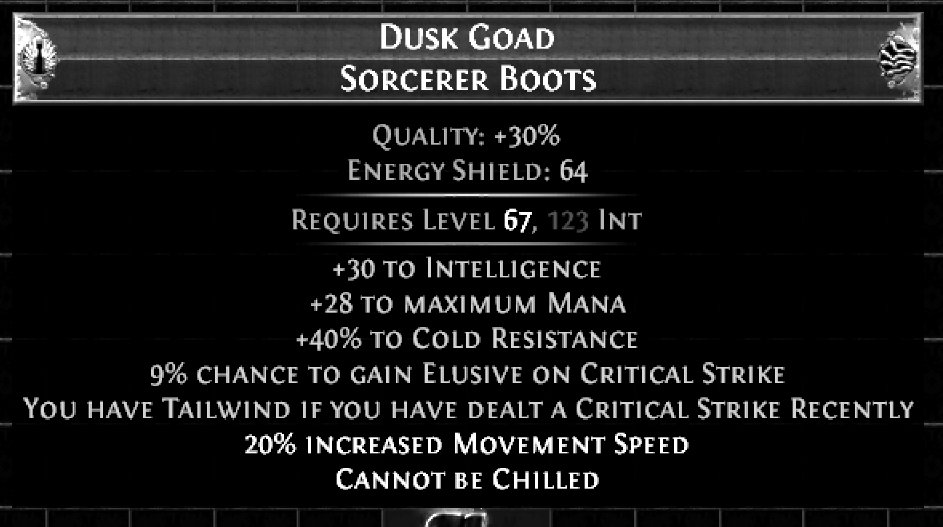 Dusk Goad
Sorcerer Boots
Quality: +30%
Energy Shield: 64
Requires Level 67, 123 Int
+30 to Intelligence
+28 to maximum Mana
+40% to Cold Resistance
9% chance to gain Elusive on Critical Strike
You have Tailwind if you have dealt a Critical Strike Recently
20% increased Movement Speed
Cannot be Chilled